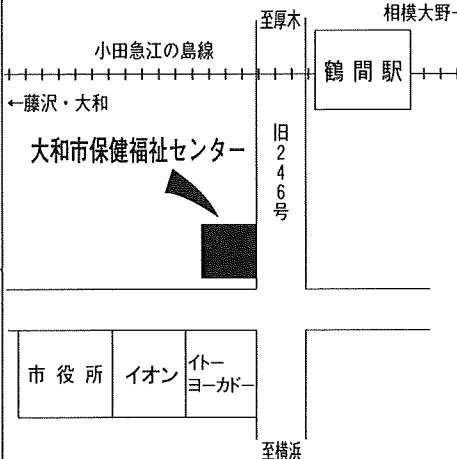 至厚木
相模大野
小田急江の島線
鶴間駅
←藤沢・大和
大和市保健福祉センター
旧246号
市役所
イオン
イトー
ヨーカドー
至横浜